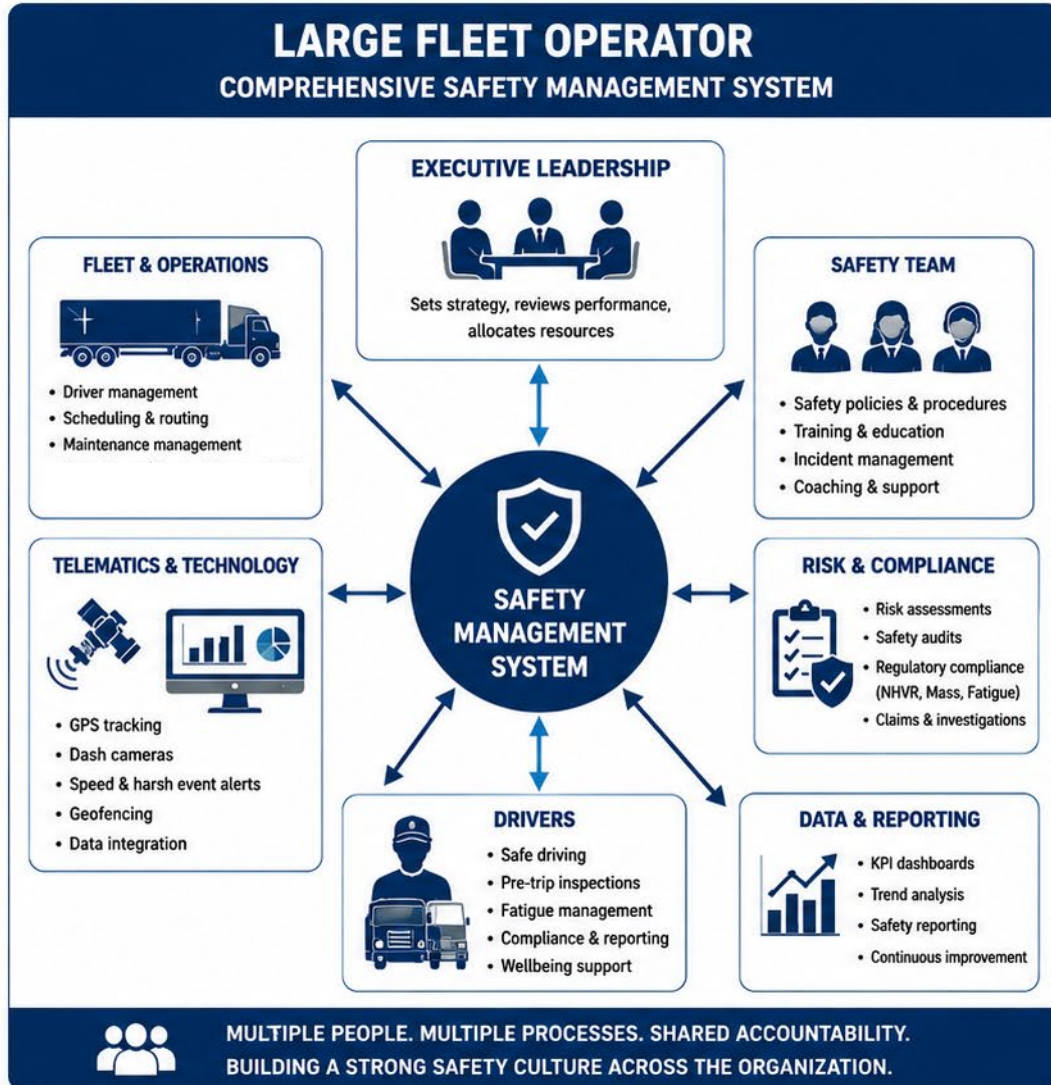 LARGE FLEET OPERATOR
COMPREHENSIVE SAFETY MANAGEMENT SYSTEM
EXECUTIVE LEADERSHIP
Sets strategy, reviews performance,
allocates resources
FLEET & OPERATIONS
• Driver management
• Scheduling & routing
• Maintenance management
SAFETY TEAM
• Safety policies & procedures
• Training & education
• Incident management
• Coaching & support
SAFETY
MANAGEMENT
SYSTEM
TELEMATICS & TECHNOLOGY
• GPS tracking
• Dash cameras
• Speed & harsh event alerts
• Geofencing
• Data integration
RISK & COMPLIANCE
• Risk assessments
• Safety audits
• Regulatory compliance
(NHVR, Mass, Fatigue)
• Claims & investigations
DRIVERS
• Safe driving
• Pre-trip inspections
• Fatigue management
• Compliance & reporting
• Wellbeing support
DATA & REPORTING
• KPI dashboards
• Trend analysis
• Safety reporting
• Continuous improvement
MULTIPLE PEOPLE. MULTIPLE PROCESSES. SHARED ACCOUNTABILITY.
BUILDING A STRONG SAFETY CULTURE ACROSS THE ORGANIZATION.